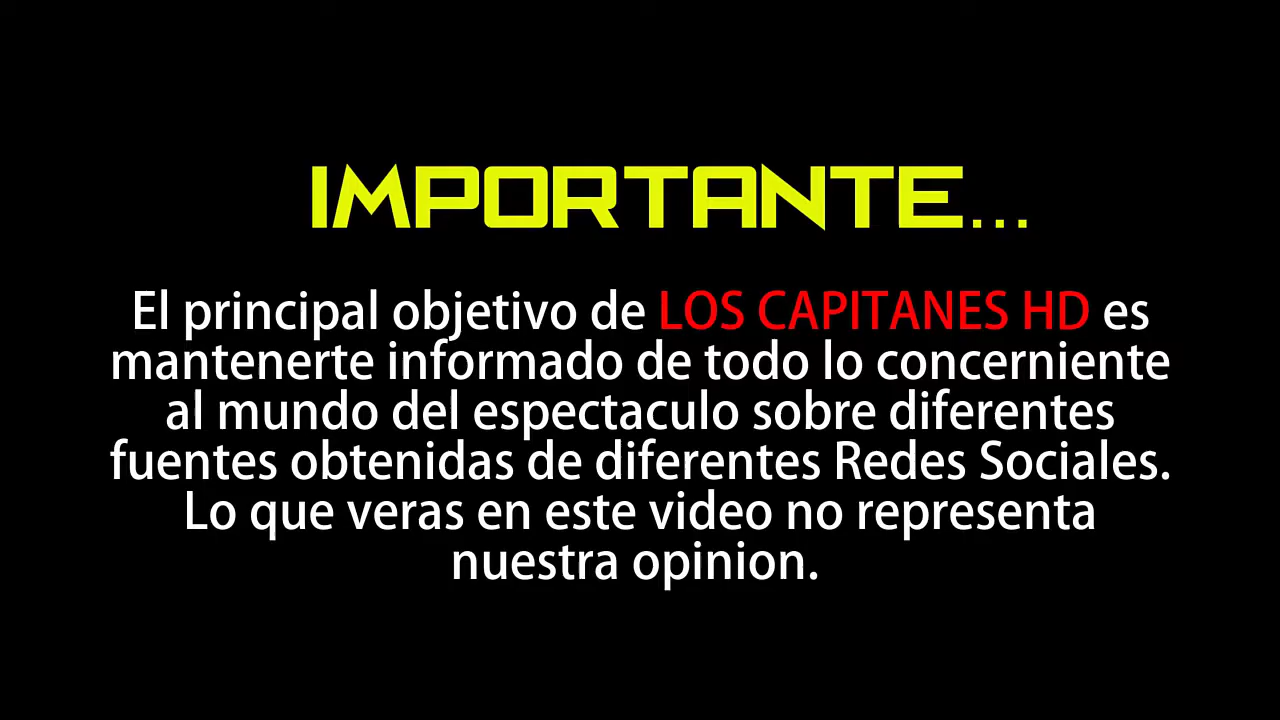 IMPORTANTE...
El principal objetivo de LOS CAPITANES HD es
mantenerte informado de todo lo concerniente
al mundo del espectaculo sobre diferentes
fuentes obtenidas de diferentes Redes Sociales.
Lo que veras en este video no representa
nuestra opinion.